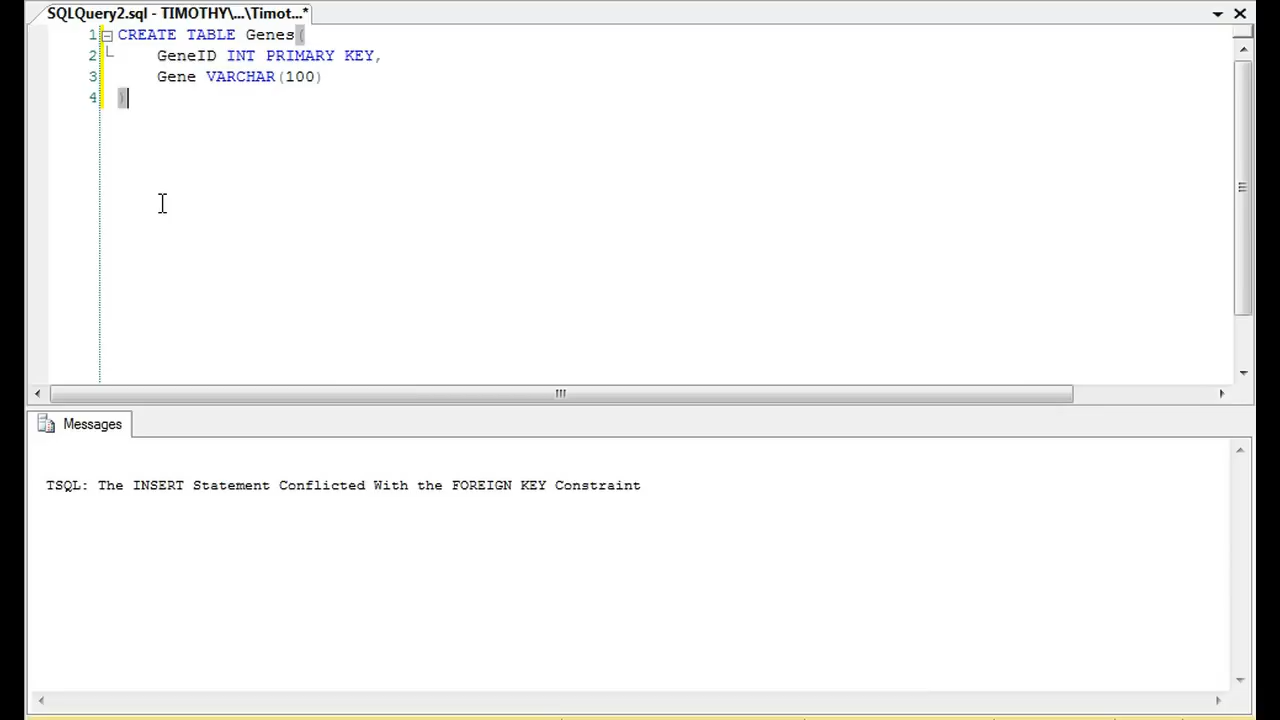 SQLQuery2.sql - TIMOTHY\...\Timot...*
1 CREATE TABLE Genes(
2 GeneID INT PRIMARY KEY,
3 Gene VARCHAR(100)
4 )
Messages
TSQL: The INSERT Statement Conflicted With the FOREIGN KEY Constraint